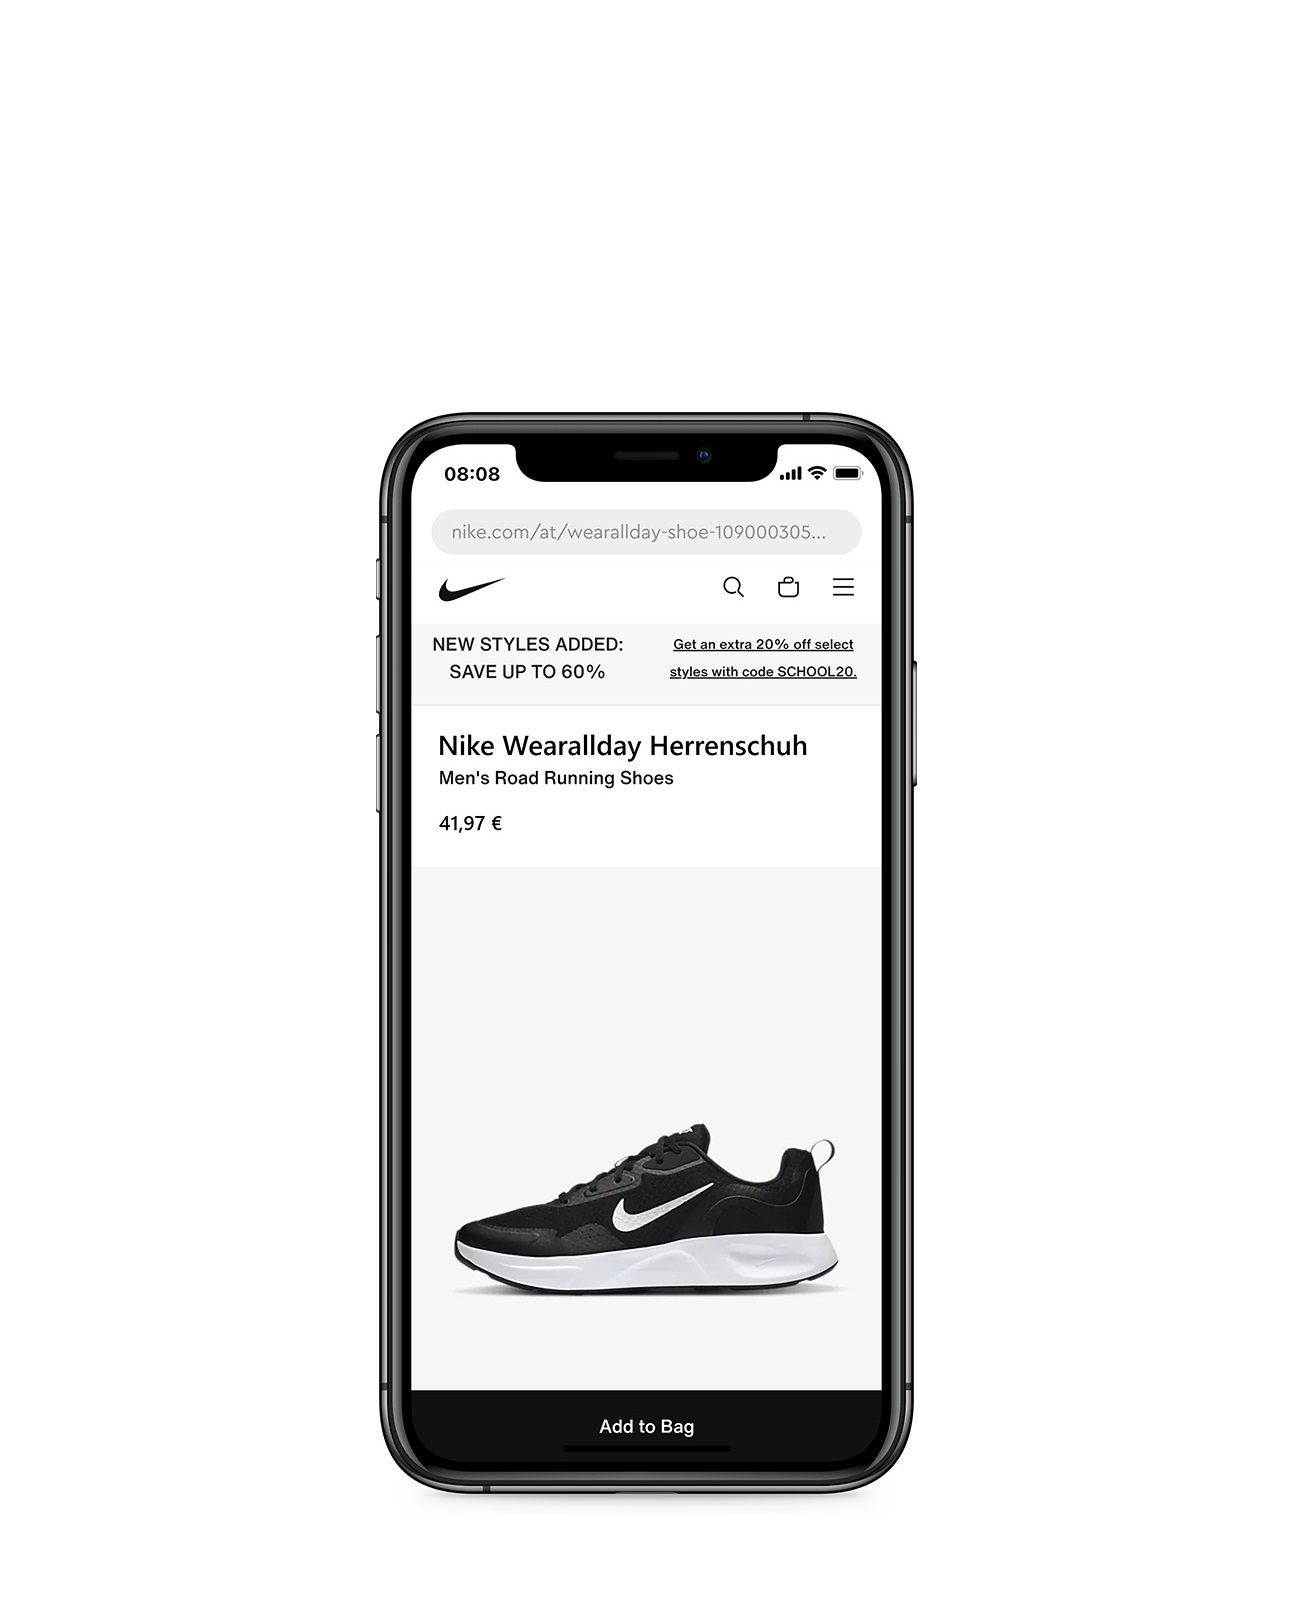 08:08
nike.com/at/wearallday-shoe-109000305...
NEW STYLES ADDED:
SAVE UP TO 60%
Get an extra 20% off select
styles with code SCHOOL20.
Nike Wearallday Herrenschuh
Men's Road Running Shoes
41,97 €
Add to Bag